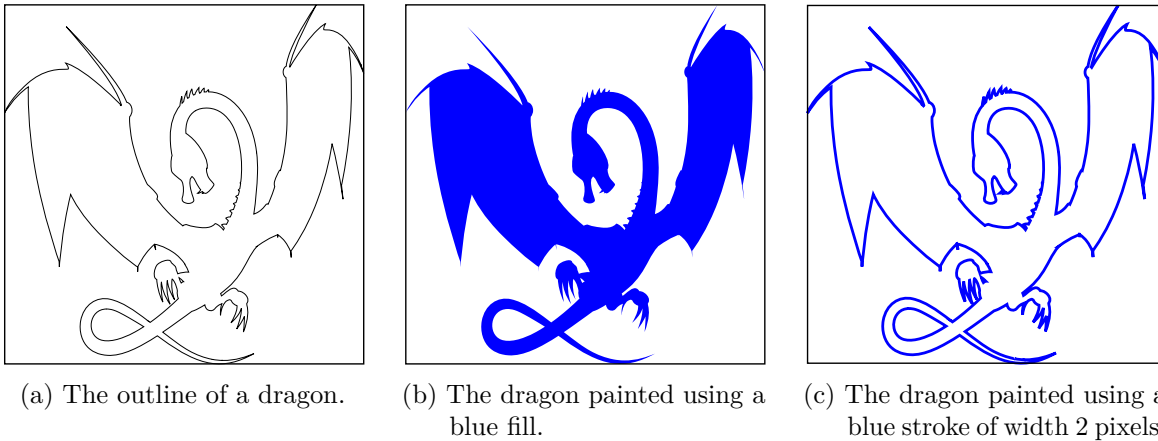 (a) The outline of a dragon.
(b) The dragon painted using a
blue fill.
(c) The dragon painted using a
blue stroke of width 2 pixels